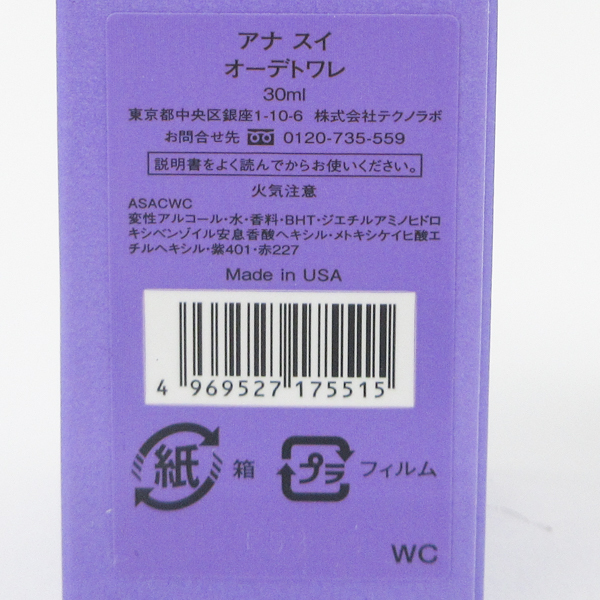 アナ スイ
オーデトワレ
30ml
東京都中央区銀座1-10-6 株式会社テクノラボ
お問合せ先 0120-735-559
説明書をよく読んでからお使いください。
火気注意
ASACWC
変性アルコール・水・香料・BHT・ジエチルアミノヒドロ
キシベンゾイル安息香酸ヘキシル・メトキシケイヒ酸エ
チルヘキシル・紫401・赤227
Made in USA
4 969527 175515
紙 箱 プラ フィルム
WC